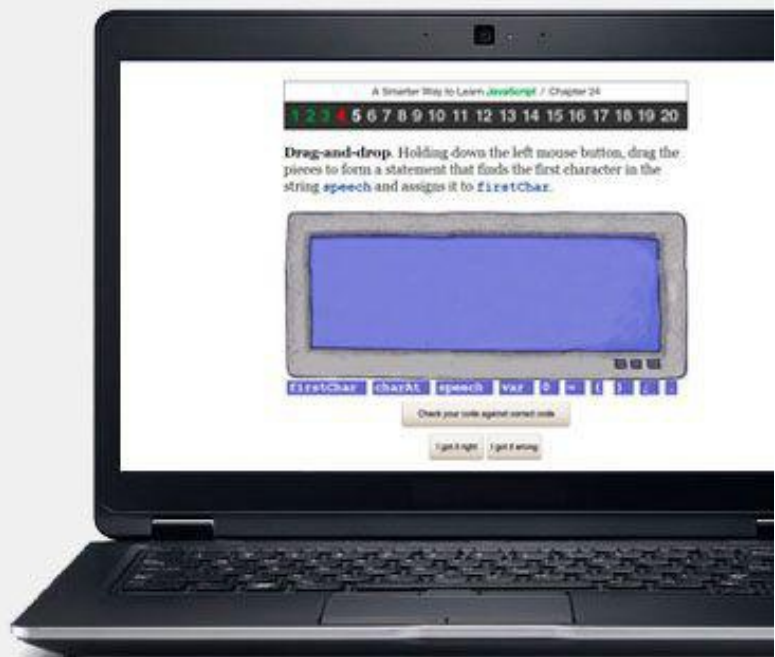 A Smarter Way to Learn JavaScript / Chapter 24
1 2 3 4 5 6 7 8 9 10 11 12 13 14 15 16 17 18 19 20
Drag-and-drop. Holding down the left mouse button, drag the
pieces to form a statement that finds the first character in the
string speech and assigns it to firstChar.
firstChar charAt speech var 0 = ( ) ; .
Check your code against correct code
I got it right I got it wrong